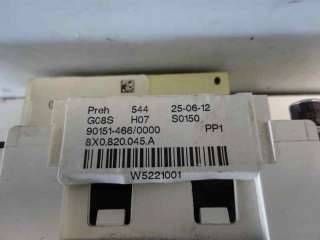 Preh 544 25-06-12
G08S H07 S0150
90151-466/0000 PP1
8X0.820.045.A
W5221001